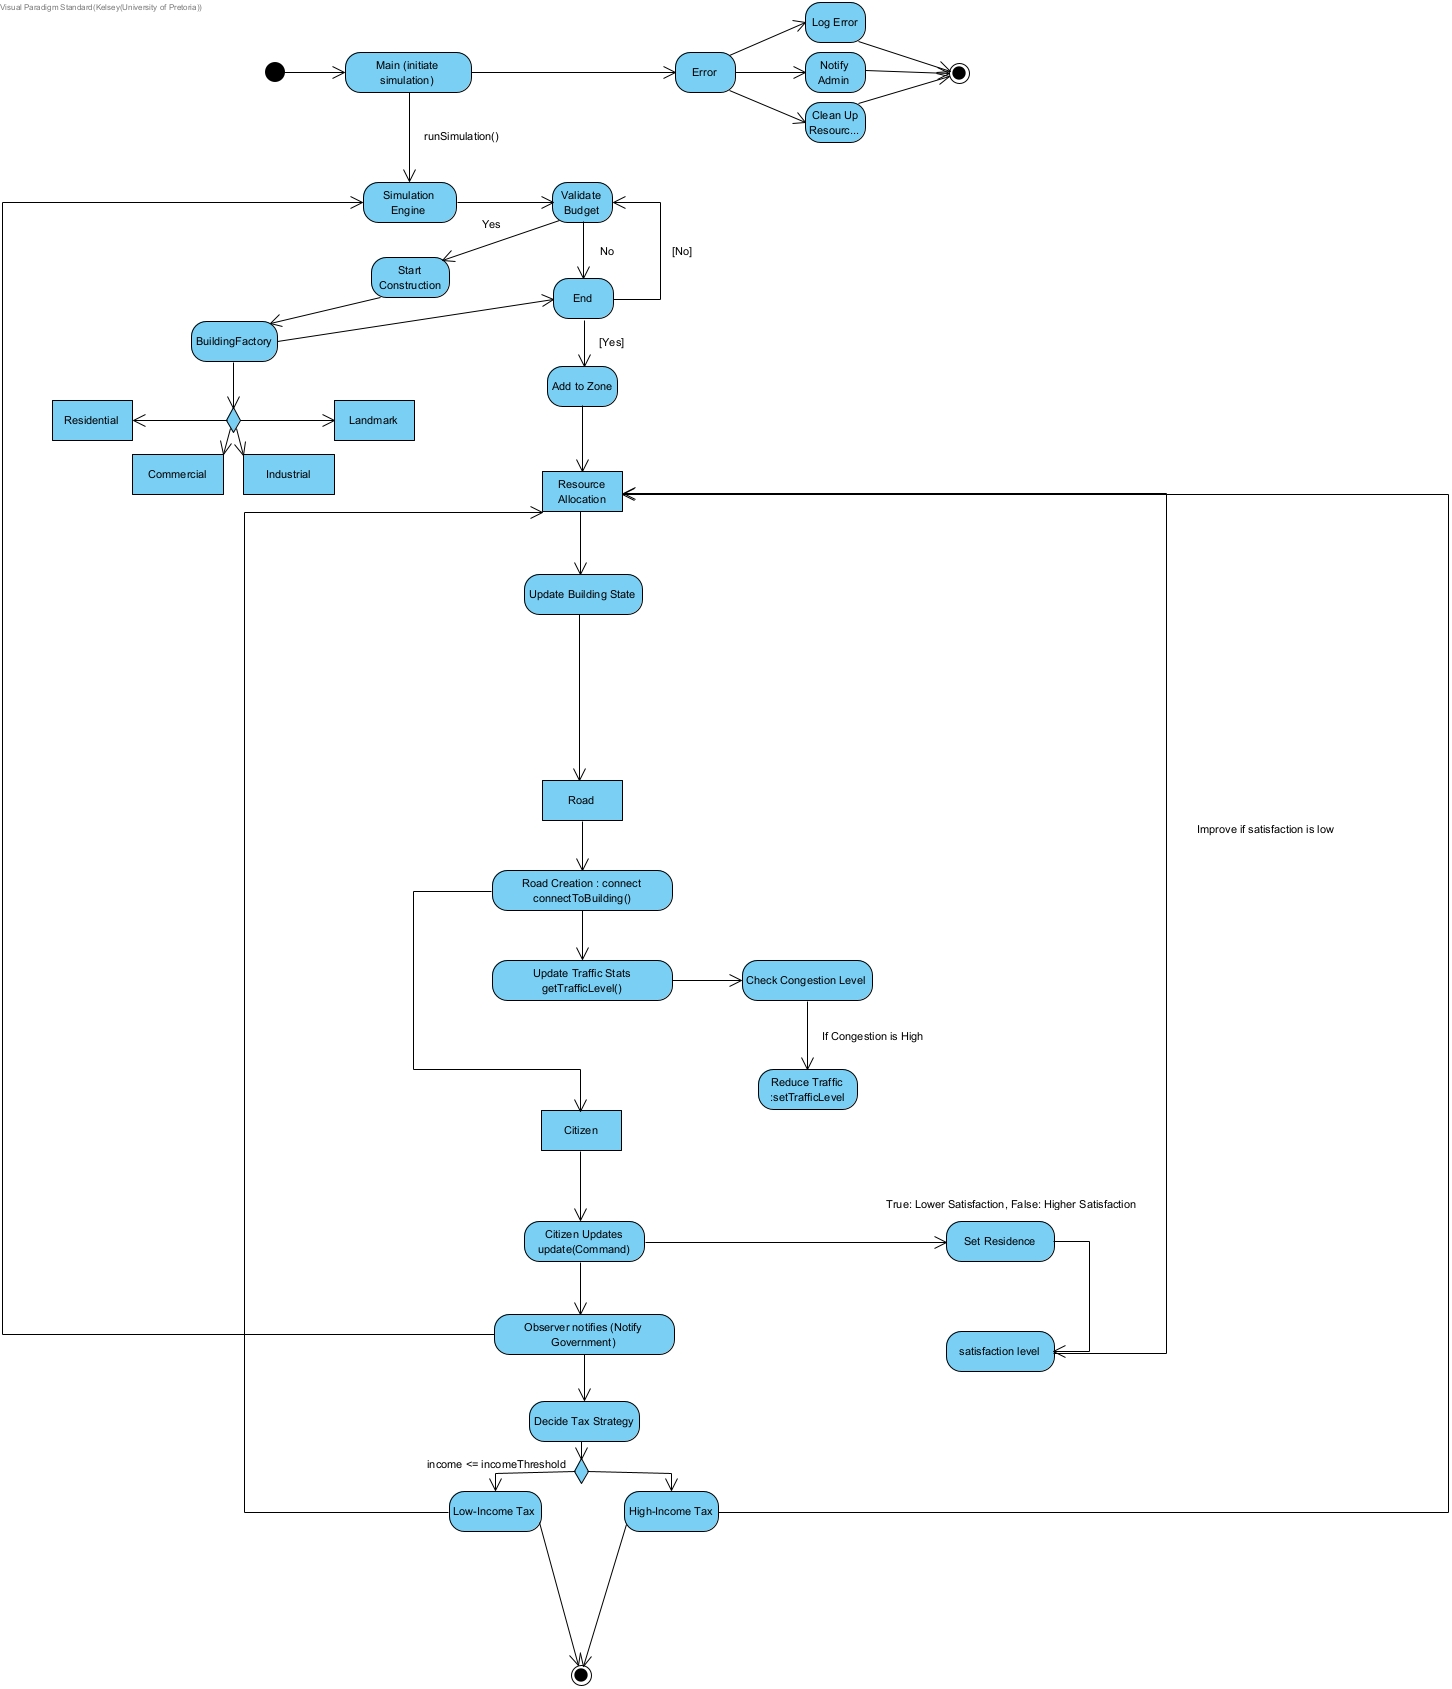 Visual Paradigm Standard(Kelsey(University of Pretoria))
Log Error
Main (initiate
simulation)
Error
Notify
Admin
Clean Up
Resourc...
runSimulation()
Simulation
Engine
Validate
Budget
Yes
No
[No]
Start
Construction
End
BuildingFactory
[Yes]
Add to Zone
Residential
Landmark
Commercial
Industrial
Resource
Allocation
Update Building State
Road
Improve if satisfaction is low
Road Creation : connect
connectToBuilding()
Update Traffic Stats
getTrafficLevel()
Check Congestion Level
If Congestion is High
Reduce Traffic
:setTrafficLevel
Citizen
True: Lower Satisfaction, False: Higher Satisfaction
Citizen Updates
update(Command)
Set Residence
Observer notifies (Notify
Government)
satisfaction level
Decide Tax Strategy
income <= incomeThreshold
Low-Income Tax
High-Income Tax